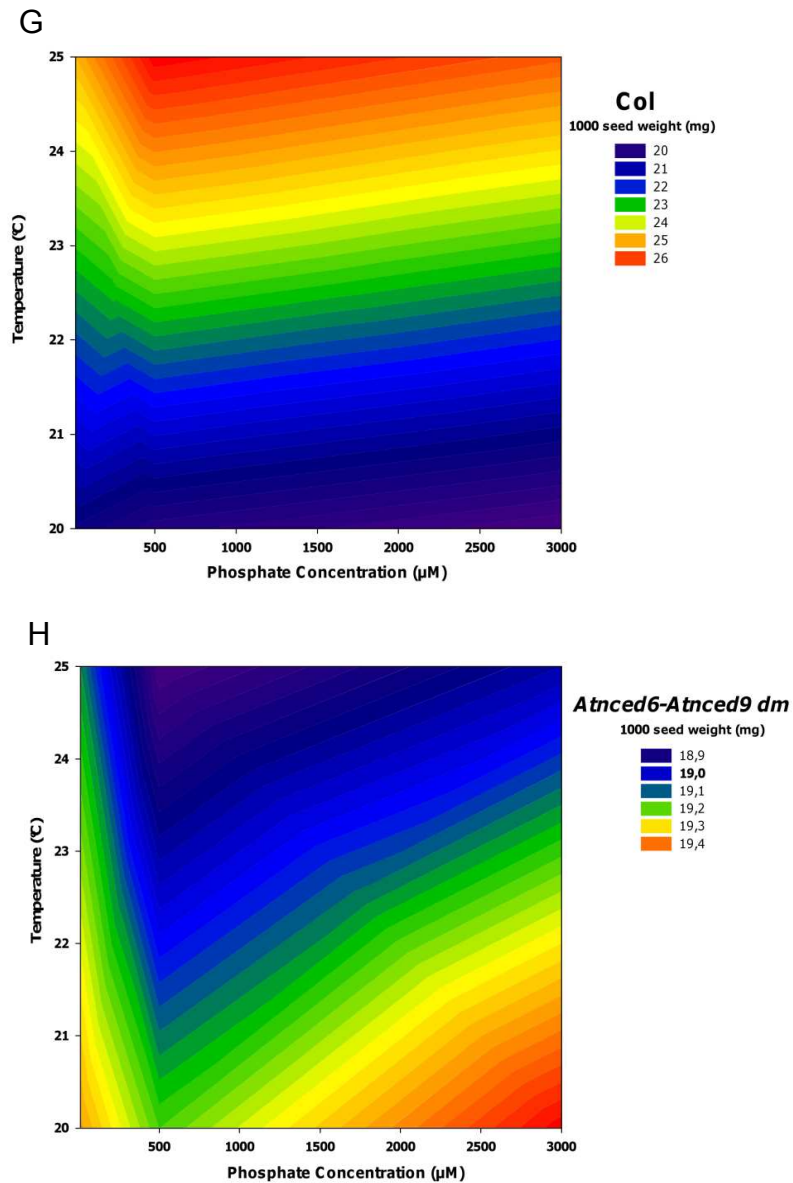 G
Col
1000 seed weight (mg)
20
21
22
23
24
25
26
Temperature (°C)
25
24
23
22
21
20
500 1000 1500 2000 2500 3000
Phosphate Concentration (µM)
H
Atnced6-Atnced9 dm
1000 seed weight (mg)
18,9
19,0
19,1
19,2
19,3
19,4
Temperature (°C)
25
24
23
22
21
20
500 1000 1500 2000 2500 3000
Phosphate Concentration (µM)